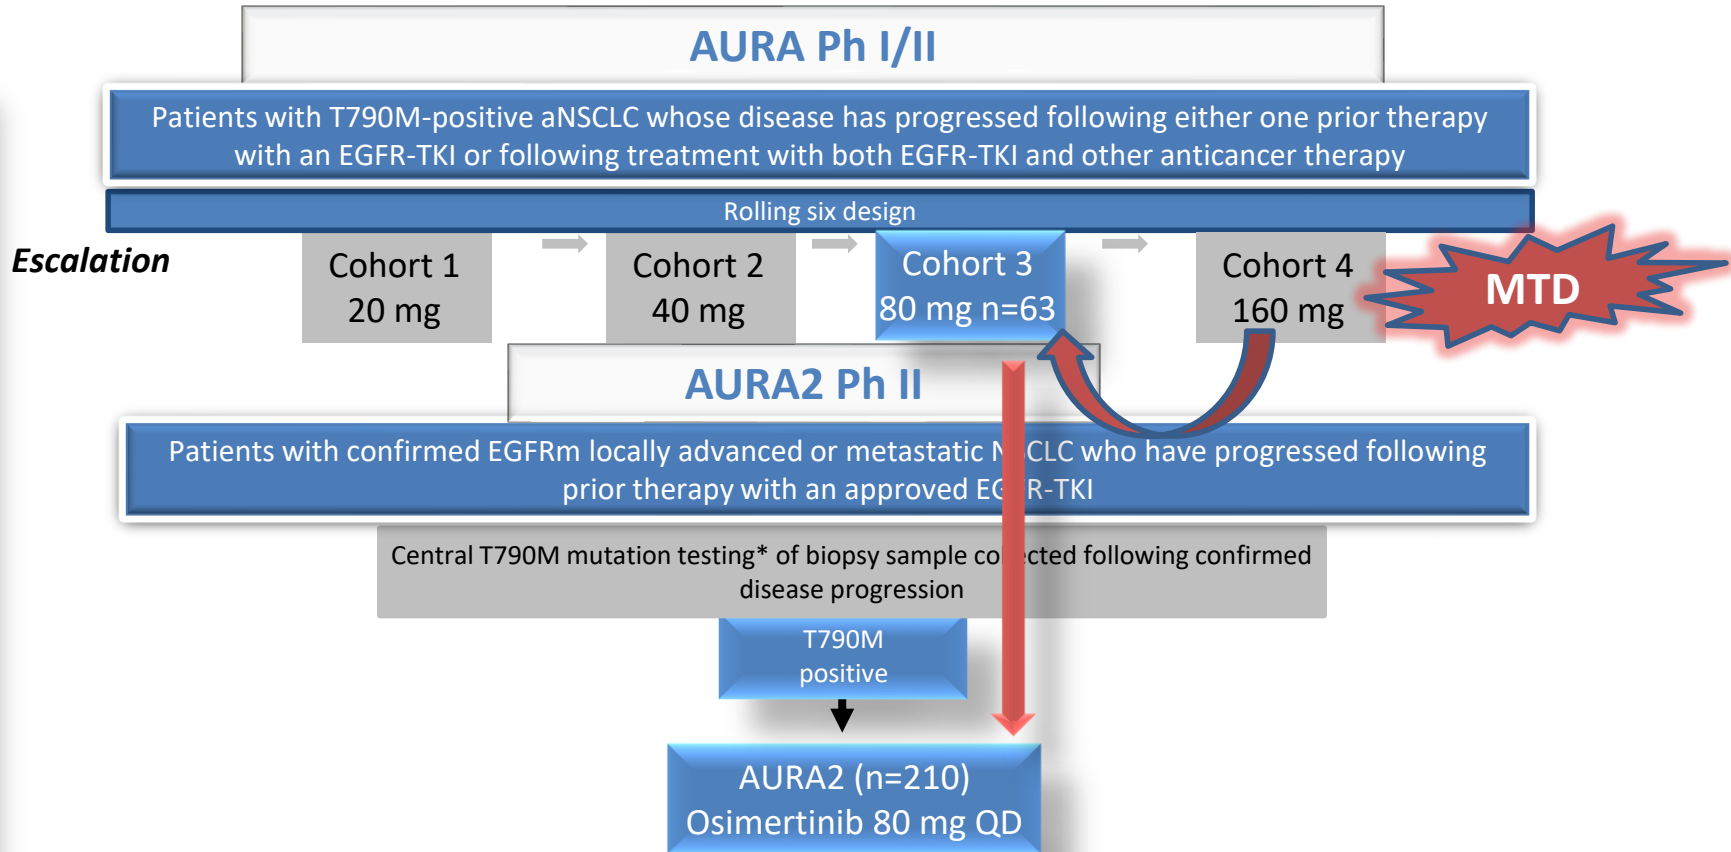 AURA Ph I/II
Patients with T790M-positive aNSCLC whose disease has progressed following either one prior therapy
with an EGFR-TKI or following treatment with both EGFR-TKI and other anticancer therapy
Rolling six design
Escalation
Cohort 1
20 mg
Cohort 2
40 mg
Cohort 3
80 mg n=63
Cohort 4
160 mg
MTD
AURA2 Ph II
Patients with confirmed EGFRm locally advanced or metastatic NSCLC who have progressed following
prior therapy with an approved EGFR-TKI
Central T790M mutation testing* of biopsy sample collected following confirmed
disease progression
T790M
positive
AURA2 (n=210)
Osimertinib 80 mg QD